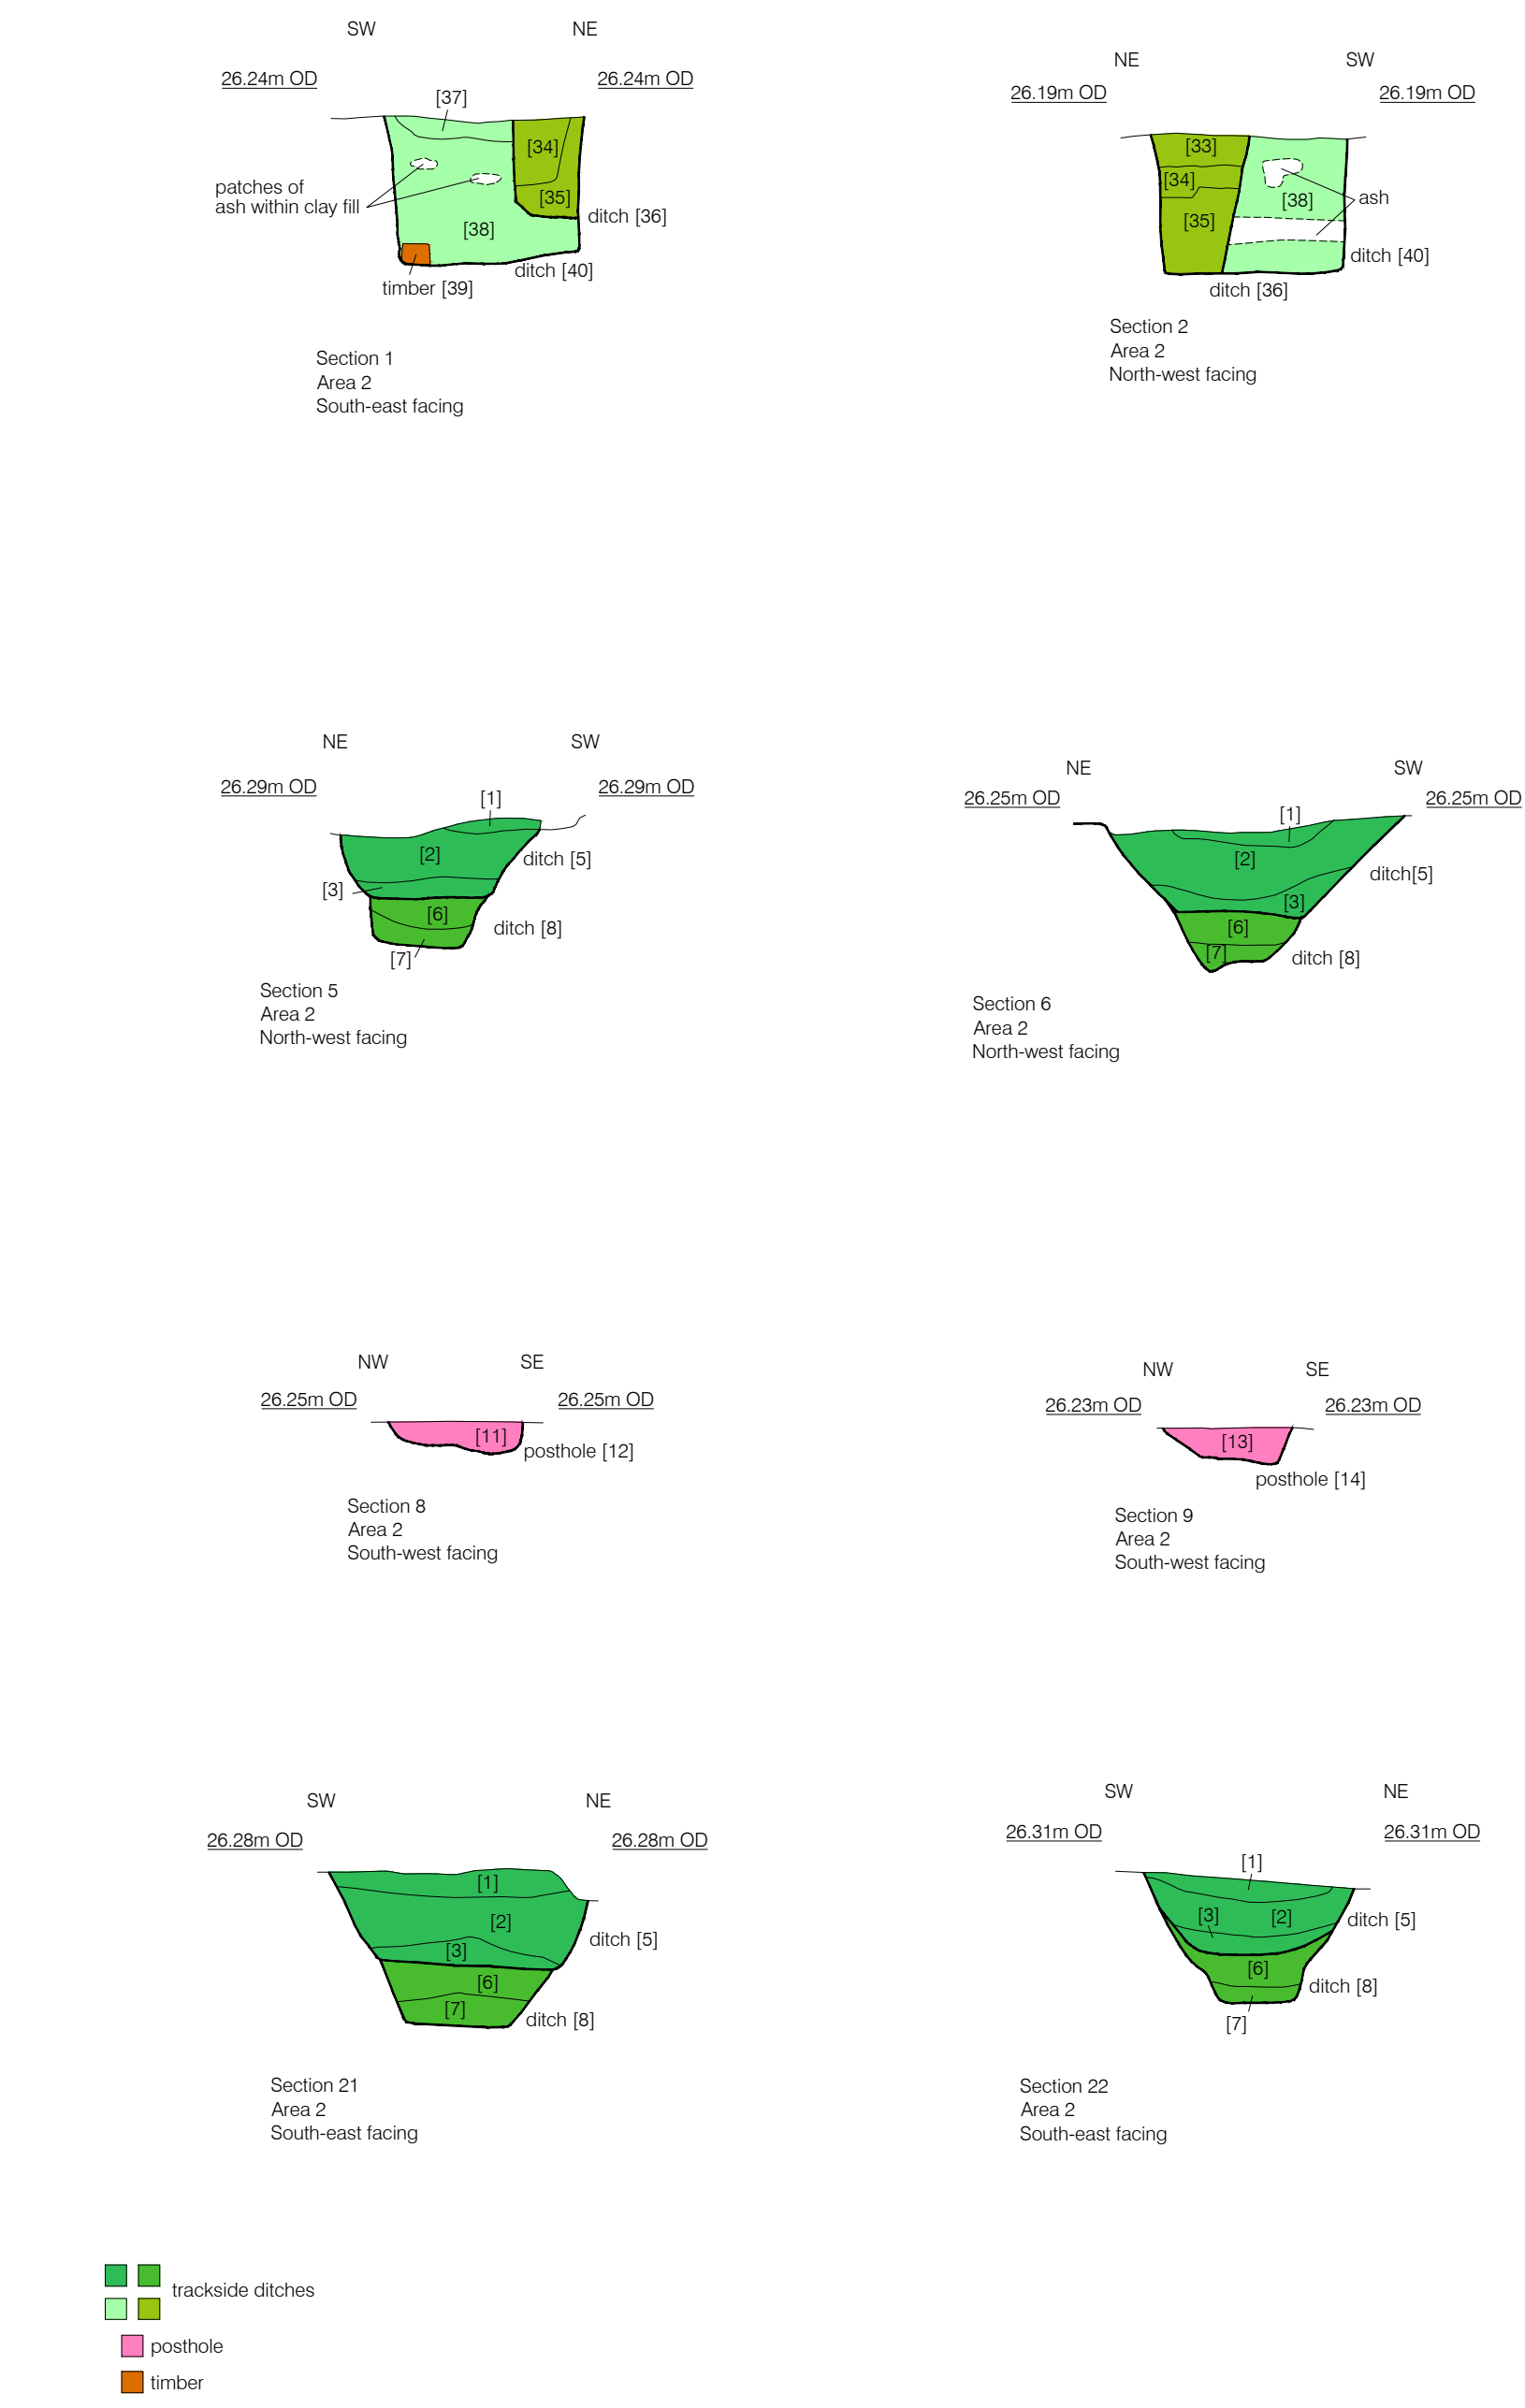 SW NE
26.24m OD 26.24m OD
[37]
[34]
patches of
ash within clay fill
[35]
ditch [36]
[38]
ditch [40]
timber [39]
Section 1
Area 2
South-east facing
NE SW
26.19m OD 26.19m OD
[33]
[34]
[38] ash
[35]
ditch [40]
ditch [36]
Section 2
Area 2
North-west facing
NE SW
26.29m OD 26.29m OD
[1]
[2] ditch [5]
[3]
[6]
ditch [8]
[7]
Section 5
Area 2
North-west facing
NE SW
26.25m OD 26.25m OD
[1]
[2]
ditch[5]
[3]
[6]
[7] ditch [8]
Section 6
Area 2
North-west facing
NW SE
26.25m OD 26.25m OD
[11]
posthole [12]
Section 8
Area 2
South-west facing
NW SE
26.23m OD 26.23m OD
[13]
posthole [14]
Section 9
Area 2
South-west facing
SW NE
26.28m OD 26.28m OD
[1]
[2]
ditch [5]
[3]
[6]
[7]
ditch [8]
Section 21
Area 2
South-east facing
SW NE
26.31m OD 26.31m OD
[1]
[3] [2] ditch [5]
[6]
ditch [8]
[7]
Section 22
Area 2
South-east facing
trackside ditches
posthole
timber